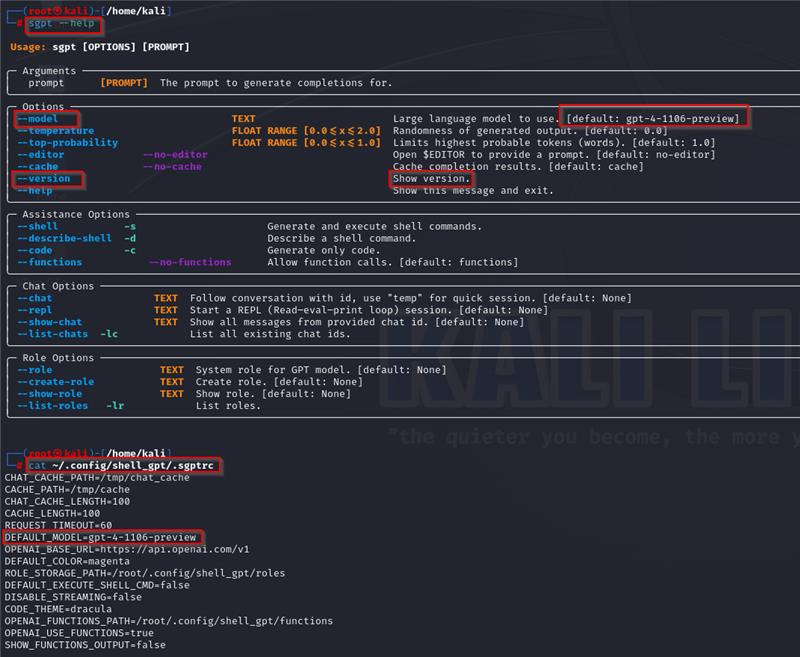 ┌──(root㉿kali)-[/home/kali]
└─# sgpt --help
Usage: sgpt [OPTIONS] [PROMPT]
Arguments
prompt [PROMPT] The prompt to generate completions for.
Options
--model TEXT Large language model to use. [default: gpt-4-1106-preview]
--temperature FLOAT RANGE [0.0≤x≤2.0] Randomness of generated output. [default: 0.0]
--top-probability FLOAT RANGE [0.0≤x≤1.0] Limits highest probable tokens (words). [default: 1.0]
--editor --no-editor Open $EDITOR to provide a prompt. [default: no-editor]
--cache --no-cache Cache completion results. [default: cache]
--version Show version.
--help Show this message and exit.
Assistance Options
--shell -s Generate and execute shell commands.
--describe-shell -d Describe a shell command.
--code -c Generate only code.
--functions --no-functions Allow function calls. [default: functions]
Chat Options
--chat TEXT Follow conversation with id, use "temp" for quick session. [default: None]
--repl TEXT Start a REPL (Read–eval–print loop) session. [default: None]
--show-chat TEXT Show all messages from provided chat id. [default: None]
--list-chats -lc List all existing chat ids.
Role Options
--role TEXT System role for GPT model. [default: None]
--create-role TEXT Create role. [default: None]
--show-role TEXT Show role. [default: None]
--list-roles -lr List roles.
KALI LI
"the quieter you become, the more y
┌──(root㉿kali)-[/home/kali]
└─# cat ~/.config/shell_gpt/.sgptrc
CHAT_CACHE_PATH=/tmp/chat_cache
CACHE_PATH=/tmp/cache
CHAT_CACHE_LENGTH=100
CACHE_LENGTH=100
REQUEST_TIMEOUT=60
DEFAULT_MODEL=gpt-4-1106-preview
OPENAI_BASE_URL=https://api.openai.com/v1
DEFAULT_COLOR=magenta
ROLE_STORAGE_PATH=/root/.config/shell_gpt/roles
DEFAULT_EXECUTE_SHELL_CMD=false
DISABLE_STREAMING=false
CODE_THEME=dracula
OPENAI_FUNCTIONS_PATH=/root/.config/shell_gpt/functions
OPENAI_USE_FUNCTIONS=true
SHOW_FUNCTIONS_OUTPUT=false